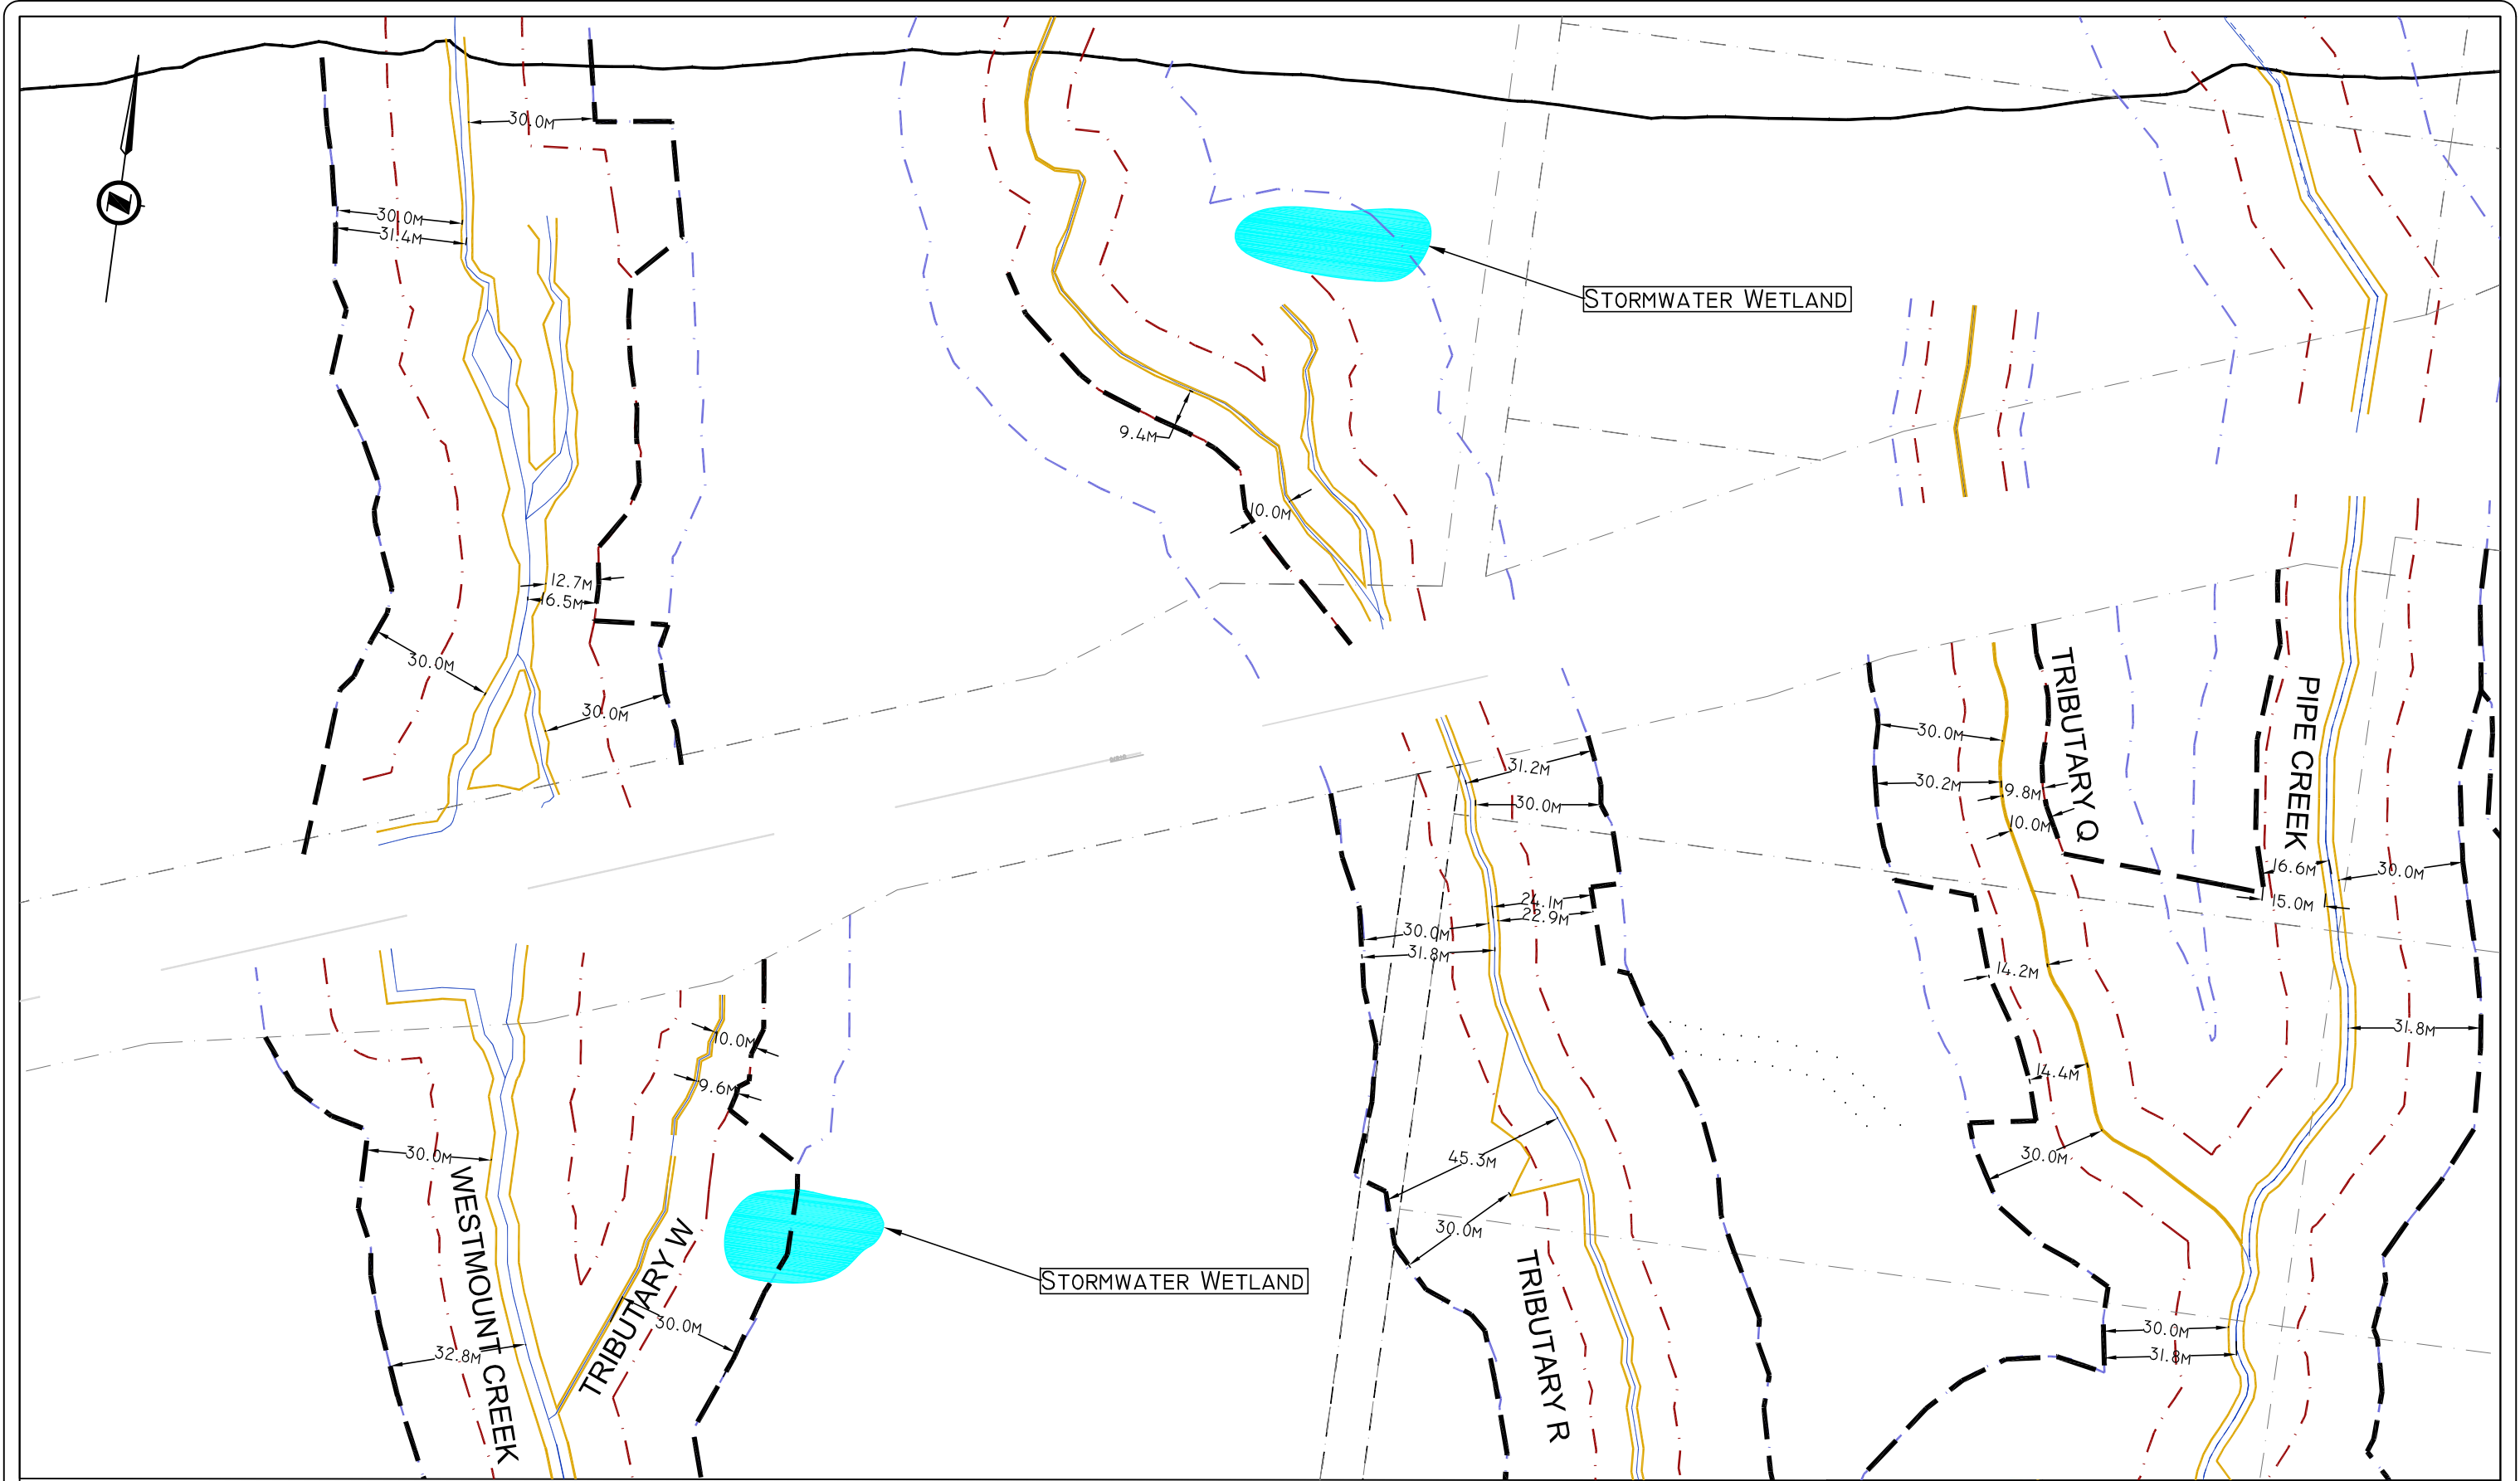 30.0M
30.0M
31.4M
STORMWATER WETLAND
9.4M
10.0M
12.7M
16.5M
30.0M
30.0M
TRIBUTARY Q
PIPE CREEK
30.0M
31.2M
30.2M
9.8M
30.0M
10.0M
16.6M
30.0M
24.1M
15.0M
22.9M
30.0M
31.8M
14.2M
31.8M
10.0M
14.4M
9.6M
30.0M
30.0M
45.3M
WESTMOUNT CREEK
TRIBUTARY W
30.0M
STORMWATER WETLAND
TRIBUTARY R
30.0M
30.0M
32.8M
31.8M